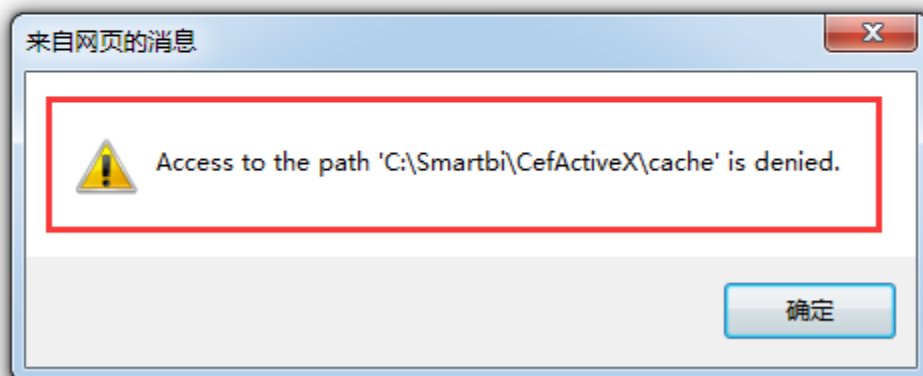 来自网页的消息
Access to the path 'C:\Smartbi\CefActiveX\cache' is denied.
确定